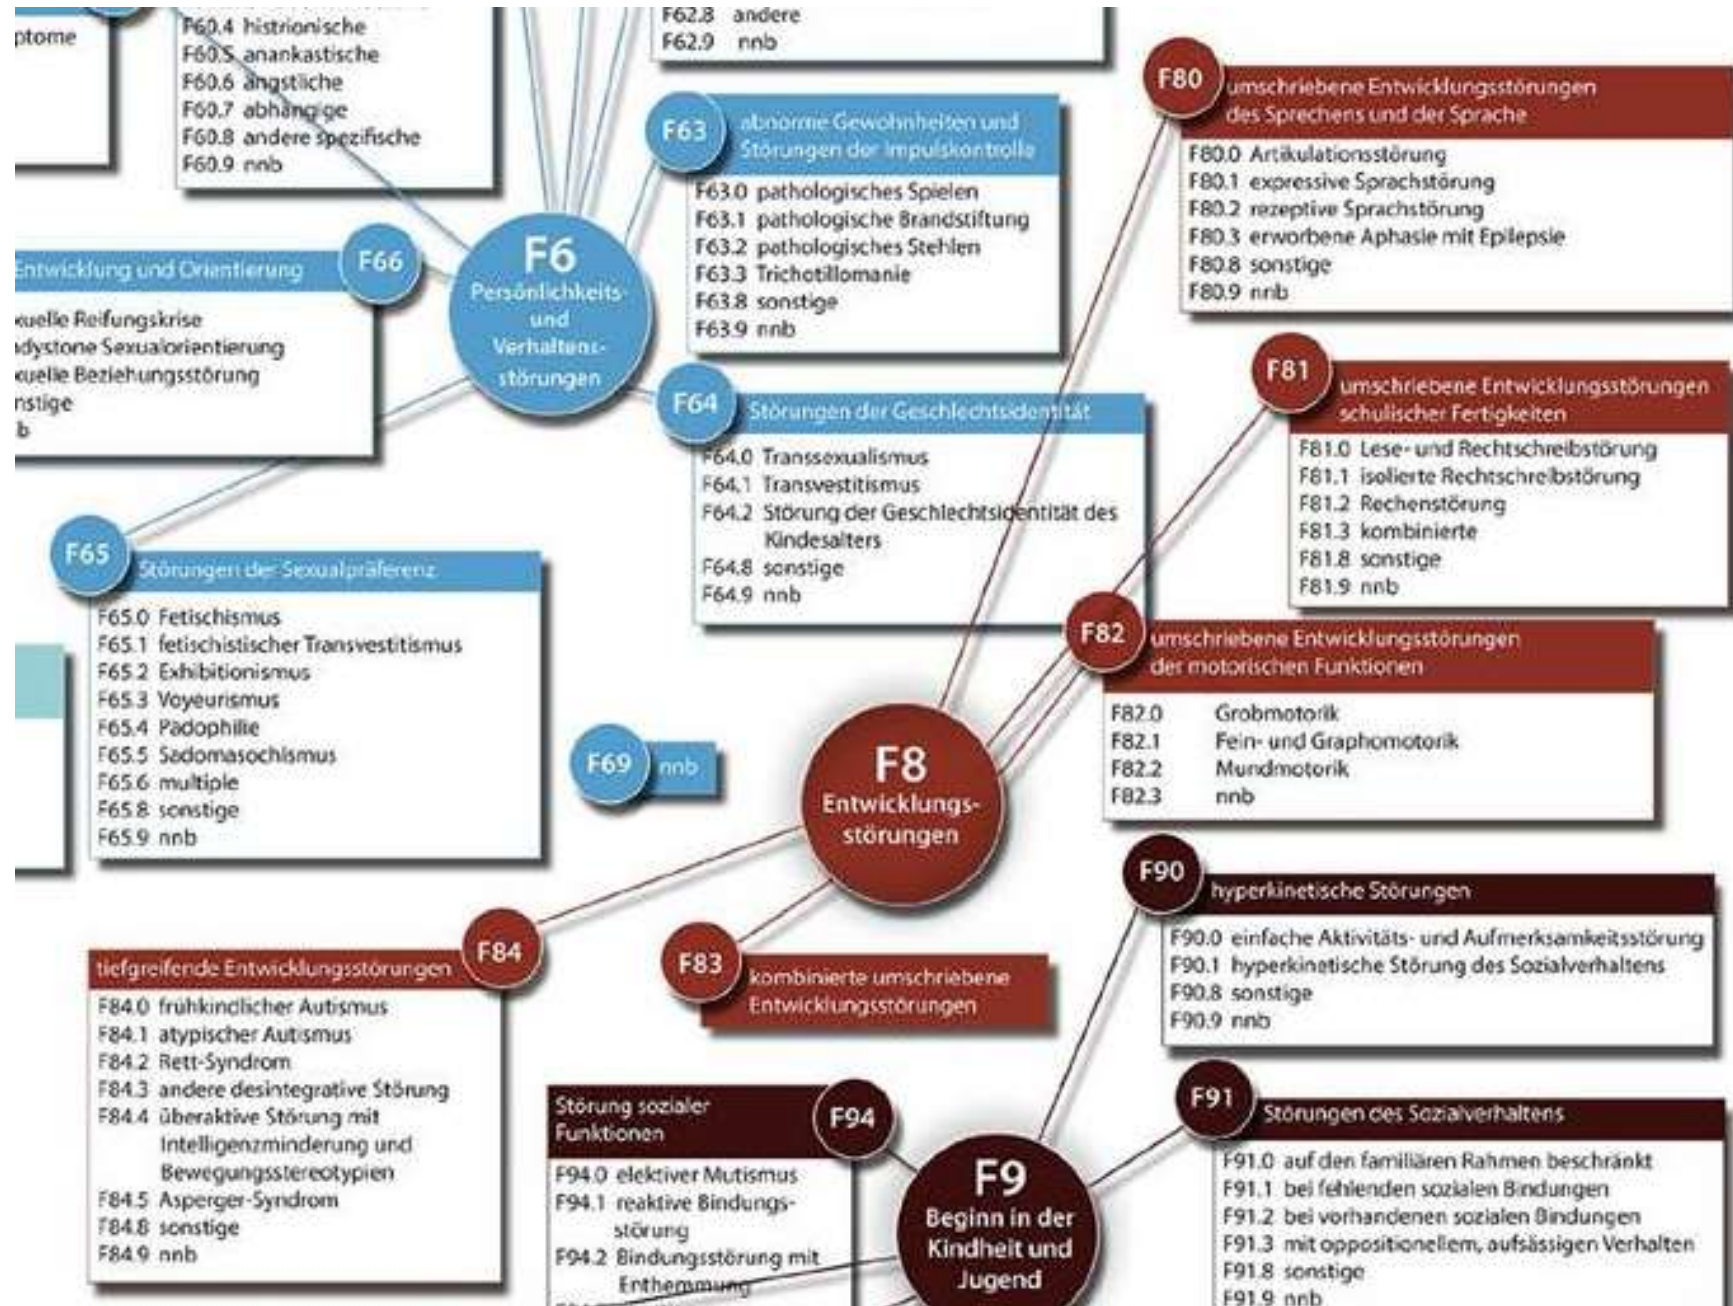 ptome
F60.4 histrionische
F60.5 anankastische
F60.6 ängstliche
F60.7 abhängige
F60.8 andere spezifische
F60.9 nnb
F62.8 andere
F62.9 nnb
F63
abnorme Gewohnheiten und
Störungen der Impulskontrolle
F63.0 pathologisches Spielen
F63.1 pathologische Brandstiftung
F63.2 pathologisches Stehlen
F63.3 Trichotillomanie
F63.8 sonstige
F63.9 nnb
F6
Persönlichkeits-
und
Verhaltens-
störungen
F66
Entwicklung und Orientierung
xuelle Reifungskrise
adystone Sexualorientierung
xuelle Beziehungsstörung
nstige
b
F64
Störungen der Geschlechtsidentität
F64.0 Transsexualismus
F64.1 Transvestitismus
F64.2 Störung der Geschlechtsidentität des
Kindesalters
F64.8 sonstige
F64.9 nnb
F65
Störungen der Sexualpräferenz
F65.0 Fetischismus
F65.1 fetischistischer Transvestitismus
F65.2 Exhibitionismus
F65.3 Voyeurismus
F65.4 Pädophilie
F65.5 Sadomasochismus
F65.6 multiple
F65.8 sonstige
F65.9 nnb
F69
nnb
F80
umschriebene Entwicklungsstörungen
des Sprechens und der Sprache
F80.0 Artikulationsstörung
F80.1 expressive Sprachstörung
F80.2 rezeptive Sprachstörung
F80.3 erworbene Aphasie mit Epilepsie
F80.8 sonstige
F80.9 nnb
F81
umschriebene Entwicklungsstörungen
schulischer Fertigkeiten
F81.0 Lese- und Rechtschreibstörung
F81.1 isolierte Rechtschreibstörung
F81.2 Rechenstörung
F81.3 kombinierte
F81.8 sonstige
F81.9 nnb
F82
umschriebene Entwicklungsstörungen
der motorischen Funktionen
F82.0 Grobmotorik
F82.1 Fein- und Graphomotorik
F82.2 Mundmotorik
F82.3 nnb
F8
Entwicklungs-
störungen
F84
tiefgreifende Entwicklungsstörungen
F84.0 frühkindlicher Autismus
F84.1 atypischer Autismus
F84.2 Rett-Syndrom
F84.3 andere desintegrative Störung
F84.4 überaktive Störung mit
Intelligenzminderung und
Bewegungsstereotypien
F84.5 Asperger-Syndrom
F84.8 sonstige
F84.9 nnb
F83
kombinierte umschriebene
Entwicklungsstörungen
F90
hyperkinetische Störungen
F90.0 einfache Aktivitäts- und Aufmerksamkeitsstörung
F90.1 hyperkinetische Störung des Sozialverhaltens
F90.8 sonstige
F90.9 nnb
F94
Störung sozialer
Funktionen
F94.0 elektiver Mutismus
F94.1 reaktive Bindungs-
störung
F94.2 Bindungsstörung mit
Enthemmung
F9
Beginn in der
Kindheit und
Jugend
F91
Störungen des Sozialverhaltens
F91.0 auf den familiären Rahmen beschränkt
F91.1 bei fehlenden sozialen Bindungen
F91.2 bei vorhandenen sozialen Bindungen
F91.3 mit oppositionellem, aufsässigen Verhalten
F91.8 sonstige
F91.9 nnb